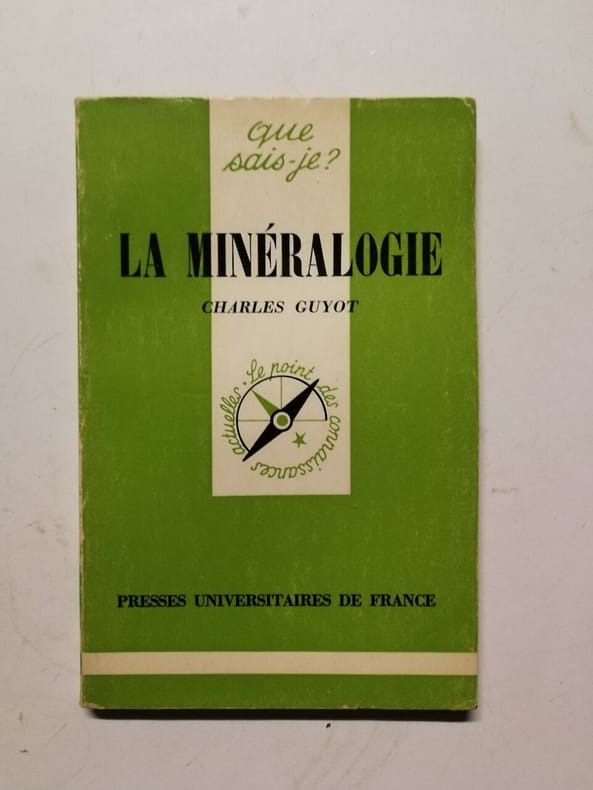 que
sais-je?
LA MINÉRALOGIE
CHARLES GUYOT
Le point des connaissances actuelles.
PRESSES UNIVERSITAIRES DE FRANCE